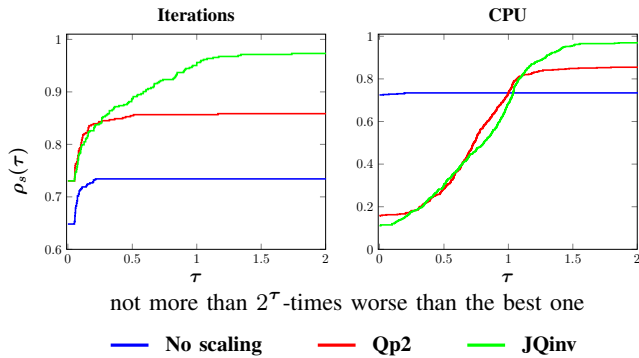 Iterations CPU
1 1
0.9 0.8
0.8 0.6
ρs(τ)
0.4
0.7 0.2
0.6 0
0 0.5 1 1.5 2 0 0.5 1 1.5 2
τ τ
not more than 2^τ-times worse than the best one
No scaling Qp2 JQinv